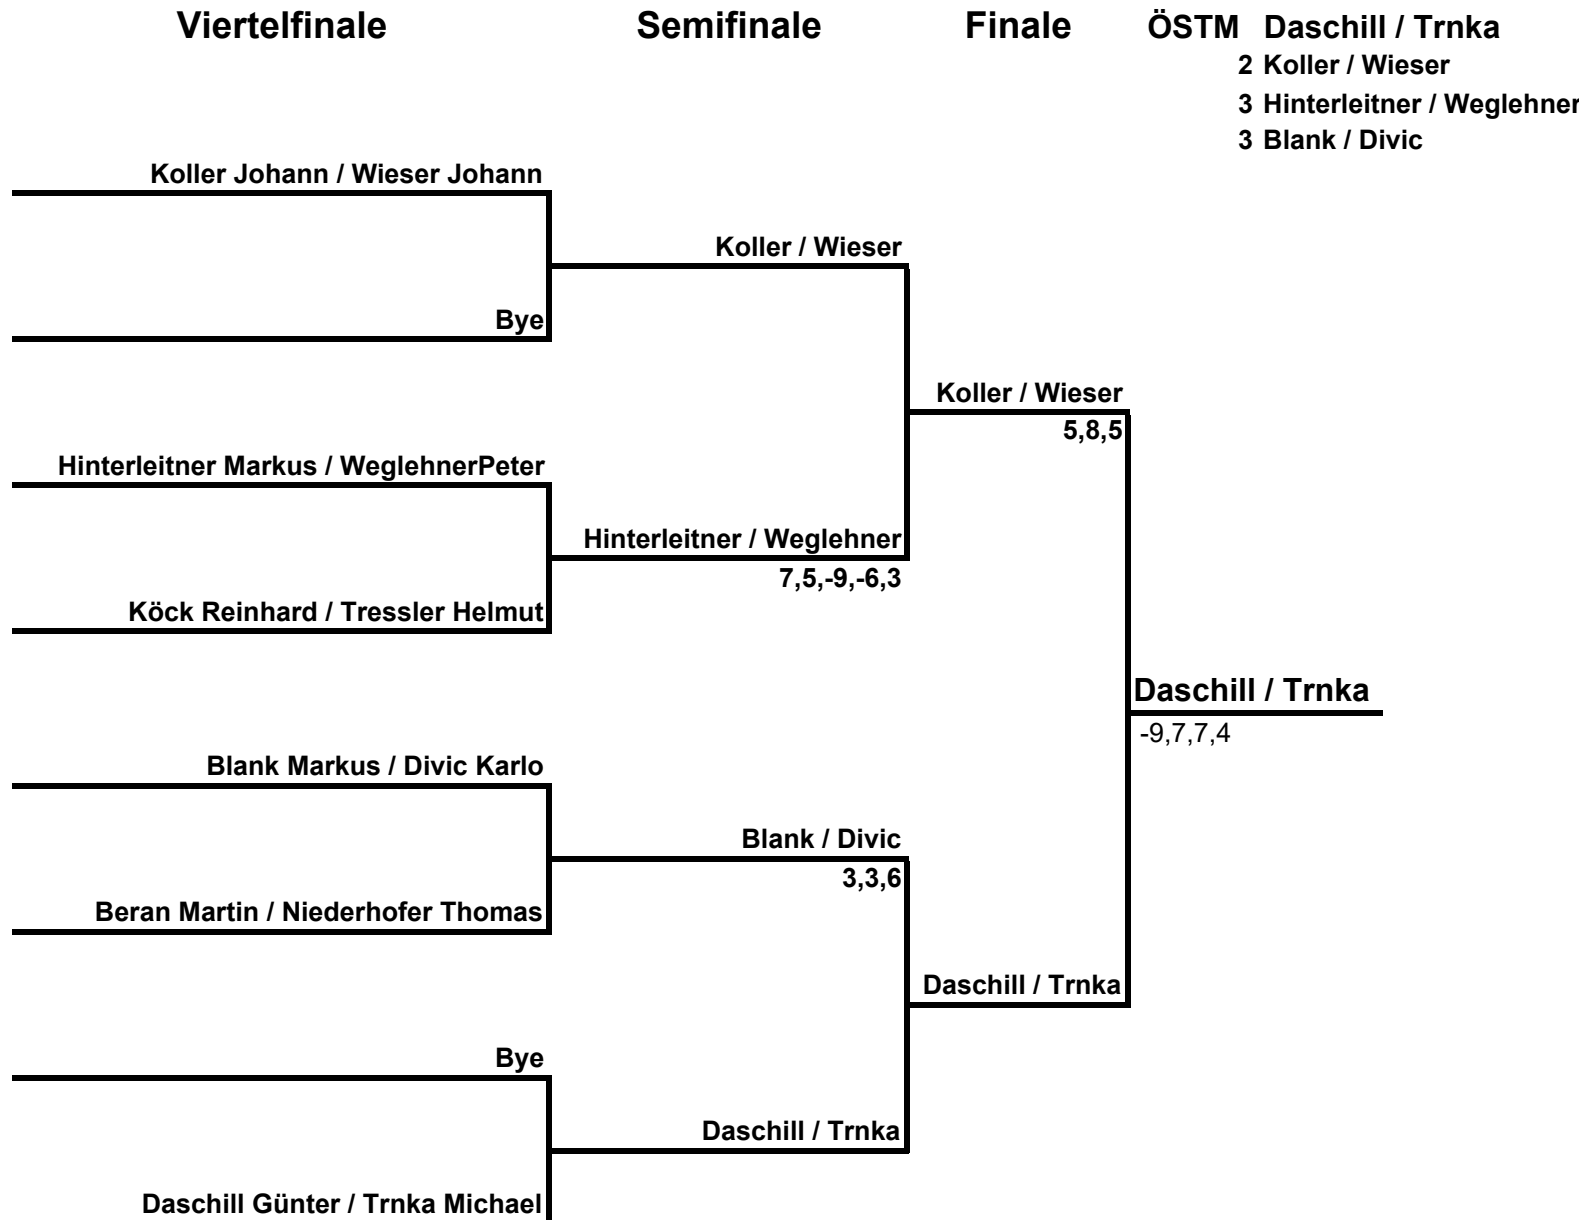 Viertelfinale Semifinale Finale ÖSTM Daschill / Trnka
2 Koller / Wieser
3 Hinterleitner / Weglehner
3 Blank / Divic
Koller Johann / Wieser Johann
Koller / Wieser
Bye
Koller / Wieser
5,8,5
Hinterleitner Markus / WeglehnerPeter
Hinterleitner / Weglehner
7,5,-9,-6,3
Köck Reinhard / Tressler Helmut
Daschill / Trnka
-9,7,7,4
Blank Markus / Divic Karlo
Blank / Divic
3,3,6
Beran Martin / Niederhofer Thomas
Daschill / Trnka
Bye
Daschill / Trnka
Daschill Günter / Trnka Michael